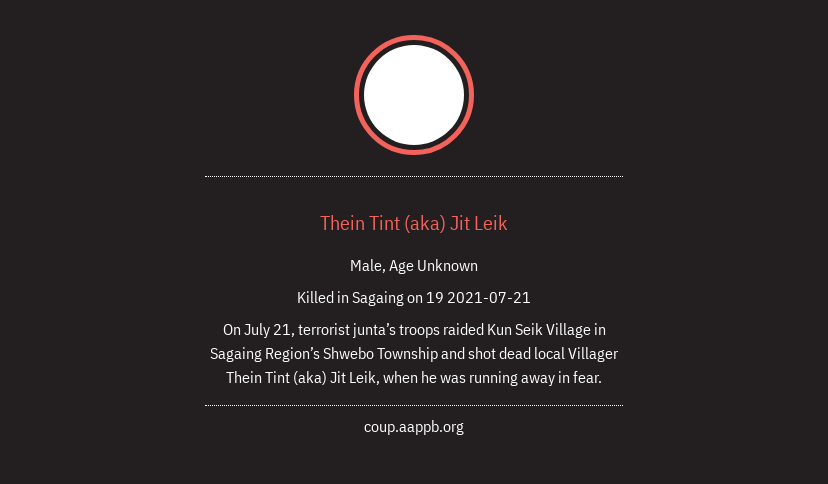 Thein Tint (aka) Jit Leik
Male, Age Unknown
Killed in Sagaing on 19 2021-07-21
On July 21, terrorist junta’s troops raided Kun Seik Village in
Sagaing Region’s Shwebo Township and shot dead local Villager
Thein Tint (aka) Jit Leik, when he was running away in fear.
coup.aappb.org